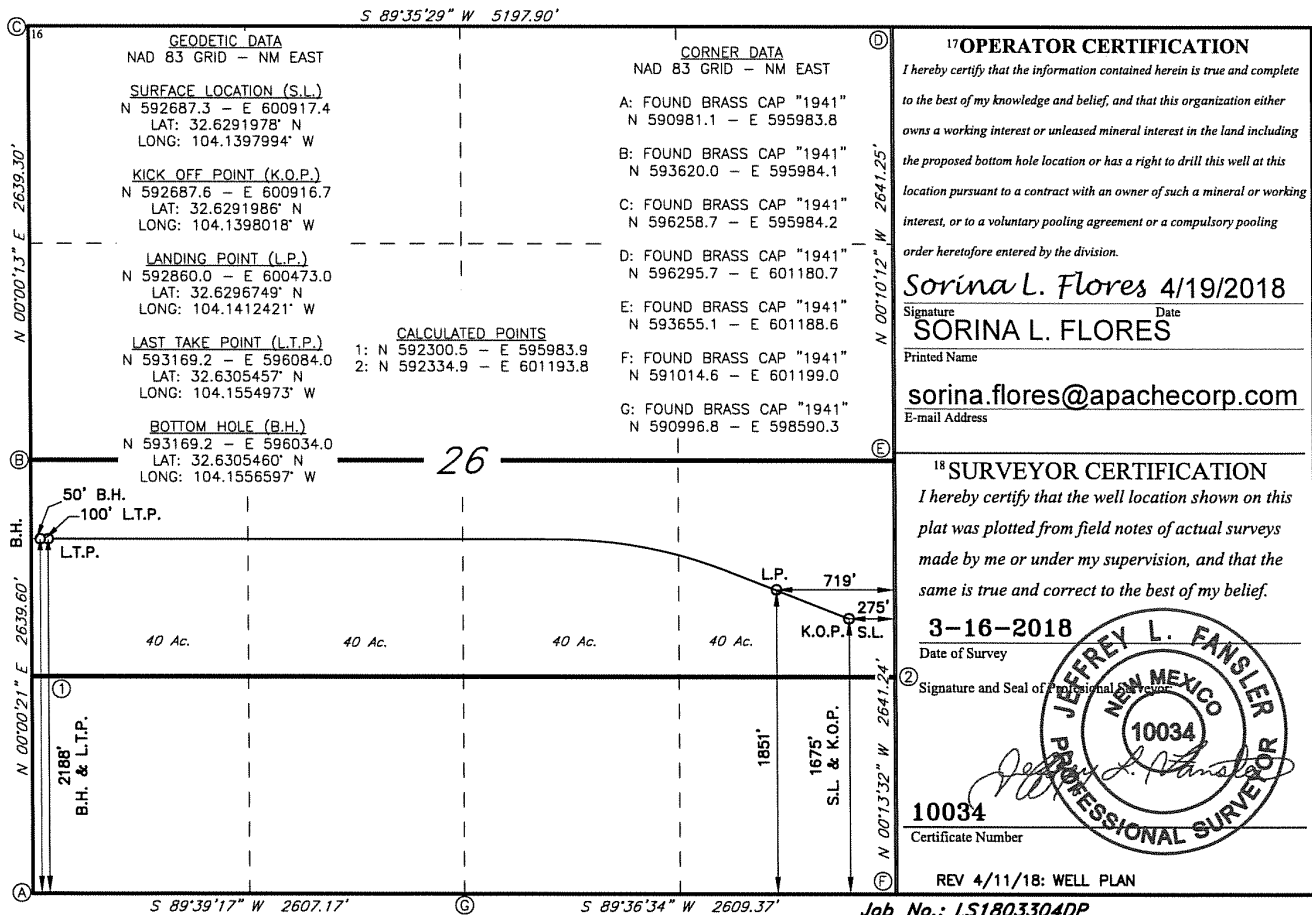 S 89°35'29" W 5197.90'
C
16
D
GEODETIC DATA
NAD 83 GRID – NM EAST
SURFACE LOCATION (S.L.)
N 592687.3 – E 600917.4
LAT: 32.6291978° N
LONG: 104.1397994° W
KICK OFF POINT (K.O.P.)
N 592687.6 – E 600916.7
LAT: 32.6291986° N
LONG: 104.1398018° W
LANDING POINT (L.P.)
N 592860.0 – E 600473.0
LAT: 32.6296749° N
LONG: 104.1412421° W
LAST TAKE POINT (L.T.P.)
N 593169.2 – E 596084.0
LAT: 32.6305457° N
LONG: 104.1554973° W
BOTTOM HOLE (B.H.)
N 593169.2 – E 596034.0
LAT: 32.6305460° N
LONG: 104.1556597° W
CALCULATED POINTS
1: N 592300.5 – E 595983.9
2: N 592334.9 – E 601193.8
CORNER DATA
NAD 83 GRID – NM EAST
A: FOUND BRASS CAP "1941"
N 590981.1 – E 595983.8
B: FOUND BRASS CAP "1941"
N 593620.0 – E 595984.1
C: FOUND BRASS CAP "1941"
N 596258.7 – E 595984.2
D: FOUND BRASS CAP "1941"
N 596295.7 – E 601180.7
E: FOUND BRASS CAP "1941"
N 593655.1 – E 601188.6
F: FOUND BRASS CAP "1941"
N 591014.6 – E 601199.0
G: FOUND BRASS CAP "1941"
N 590996.8 – E 598590.3
N 00°00'13" E 2639.30'
N 00°10'12" W 2641.25'
B
26
E
50' B.H.
100' L.T.P.
B.H.
L.T.P.
L.P.
719'
275'
K.O.P.
S.L.
40 Ac.
40 Ac.
40 Ac.
40 Ac.
1
2
N 00°00'21" E 2639.60'
2188'
B.H. & L.T.P.
1851'
1675'
S.L. & K.O.P.
N 00°13'32" W 2641.24'
A
S 89°39'17" W 2607.17'
G
S 89°36'34" W 2609.37'
F
17 OPERATOR CERTIFICATION
I hereby certify that the information contained herein is true and complete
to the best of my knowledge and belief, and that this organization either
owns a working interest or unleased mineral interest in the land including
the proposed bottom hole location or has a right to drill this well at this
location pursuant to a contract with an owner of such a mineral or working
interest, or to a voluntary pooling agreement or a compulsory pooling
order heretofore entered by the division.
Sorina L. Flores 4/19/2018
Signature Date
SORINA L. FLORES
Printed Name
sorina.flores@apachecorp.com
E-mail Address
18 SURVEYOR CERTIFICATION
I hereby certify that the well location shown on this
plat was plotted from field notes of actual surveys
made by me or under my supervision, and that the
same is true and correct to the best of my belief.
3-16-2018
Date of Survey
Signature and Seal of Profesional Surveyor:
JEFFREY L. FANSLER
NEW MEXICO
10034
PROFESSIONAL SURVEYOR
Jeffrey L. Fansler
10034
Certificate Number
REV 4/11/18: WELL PLAN
Job No.: LS1803304DP